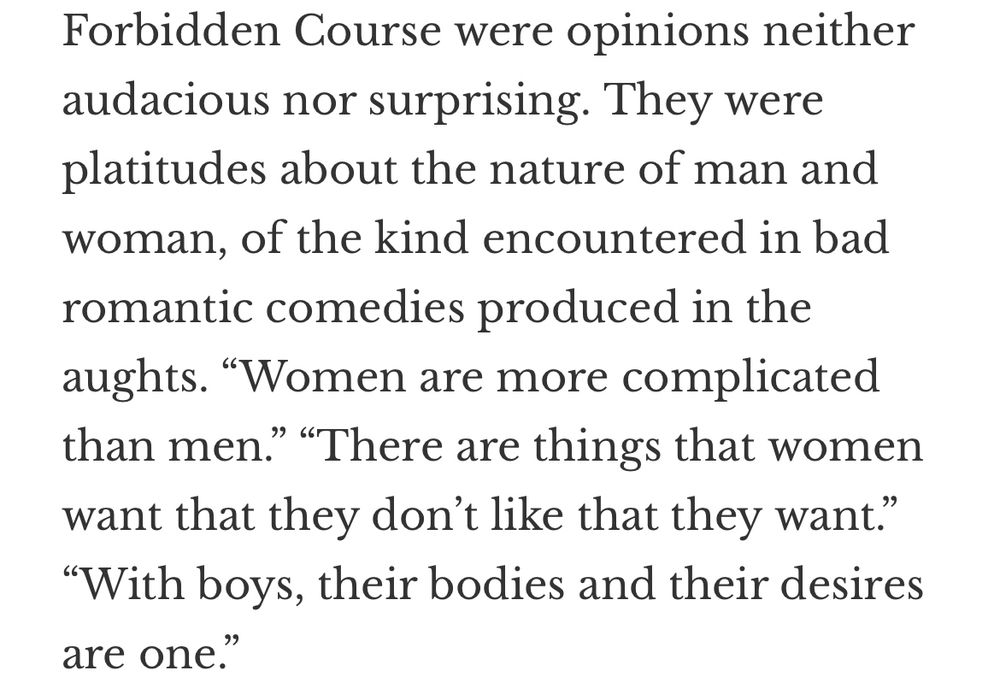 Forbidden Course were opinions neither
audacious nor surprising. They were
platitudes about the nature of man and
woman, of the kind encountered in bad
romantic comedies produced in the
aughts. “Women are more complicated
than men.” “There are things that women
want that they don’t like that they want.”
“With boys, their bodies and their desires
are one.”